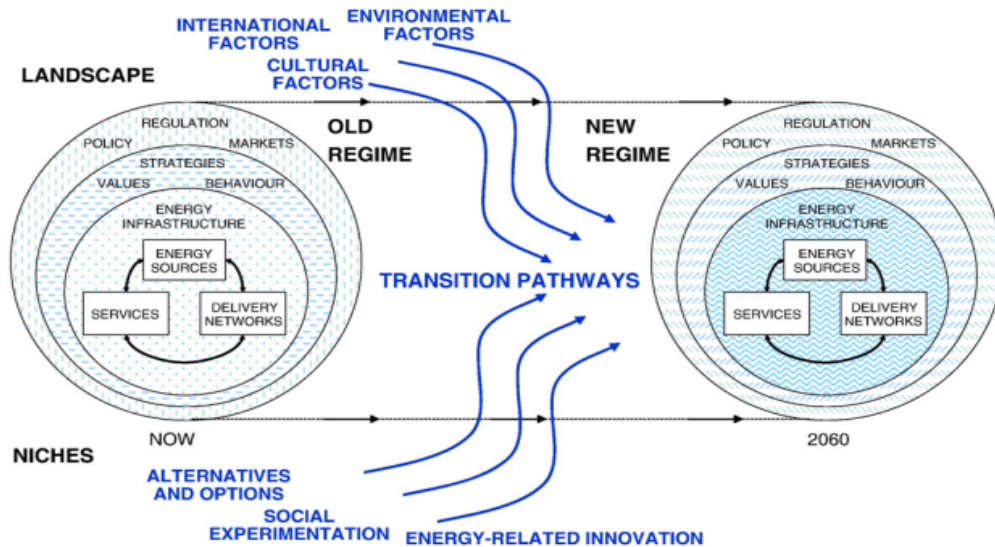 INTERNATIONAL
FACTORS
ENVIRONMENTAL
FACTORS
CULTURAL
FACTORS
LANDSCAPE
OLD
REGIME
NEW
REGIME
REGULATION
POLICY
MARKETS
STRATEGIES
VALUES
BEHAVIOUR
ENERGY
INFRASTRUCTURE
ENERGY
SOURCES
SERVICES
DELIVERY
NETWORKS
NOW
TRANSITION PATHWAYS
REGULATION
POLICY
MARKETS
STRATEGIES
VALUES
BEHAVIOUR
ENERGY
INFRASTRUCTURE
ENERGY
SOURCES
SERVICES
DELIVERY
NETWORKS
2060
NICHES
ALTERNATIVES
AND OPTIONS
SOCIAL
EXPERIMENTATION
ENERGY-RELATED INNOVATION